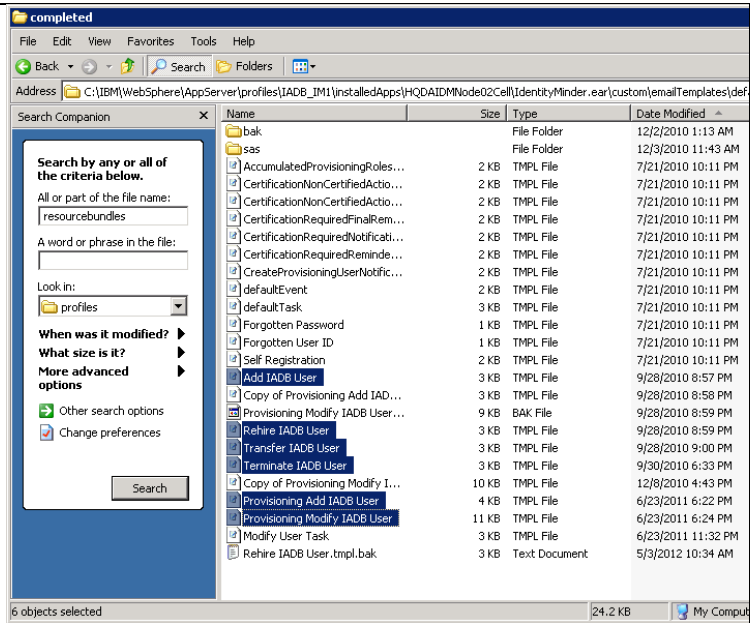 completed
File Edit View Favorites Tools Help
Back Search Folders
Address C:\IBM\WebSphere\AppServer\profiles\IADB_IM1\installedApps\HQDAIDMNode02Cell\IdentityMinder.ear\custom\emailTemplates\def
Search Companion x
Search by any or all of
the criteria below.
All or part of the file name:
resourcebundles
A word or phrase in the file:
Look in:
profiles
When was it modified?
What size is it?
More advanced
options
Other search options
Change preferences
Search
Name Size Type Date Modified
bak File Folder 12/2/2010 1:13 AM
sas File Folder 12/3/2010 11:43 AM
AccumulatedProvisioningRoles... 2 KB TMPL File 7/21/2010 10:11 PM
CertificationNonCertifiedActio... 2 KB TMPL File 7/21/2010 10:11 PM
CertificationNonCertifiedActio... 2 KB TMPL File 7/21/2010 10:11 PM
CertificationRequiredFinalRem... 2 KB TMPL File 7/21/2010 10:11 PM
CertificationRequiredNotificati... 2 KB TMPL File 7/21/2010 10:11 PM
CertificationRequiredReminde... 2 KB TMPL File 7/21/2010 10:11 PM
CreateProvisioningUserNotific... 2 KB TMPL File 7/21/2010 10:11 PM
defaultEvent 2 KB TMPL File 7/21/2010 10:11 PM
defaultTask 3 KB TMPL File 7/21/2010 10:11 PM
Forgotten Password 1 KB TMPL File 7/21/2010 10:11 PM
Forgotten User ID 1 KB TMPL File 7/21/2010 10:11 PM
Self Registration 2 KB TMPL File 7/21/2010 10:11 PM
Add IADB User 3 KB TMPL File 9/28/2010 8:57 PM
Copy of Provisioning Add IAD... 3 KB TMPL File 9/28/2010 8:58 PM
Provisioning Modify IADB User... 9 KB BAK File 9/28/2010 8:59 PM
Rehire IADB User 3 KB TMPL File 9/28/2010 8:59 PM
Transfer IADB User 3 KB TMPL File 9/28/2010 9:00 PM
Terminate IADB User 3 KB TMPL File 9/30/2010 6:33 PM
Copy of Provisioning Modify I... 10 KB TMPL File 12/8/2010 4:43 PM
Provisioning Add IADB User 4 KB TMPL File 6/23/2011 6:22 PM
Provisioning Modify IADB User 11 KB TMPL File 6/23/2011 6:24 PM
Modify User Task 3 KB TMPL File 6/23/2011 11:32 PM
Rehire IADB User.tmpl.bak 3 KB Text Document 5/3/2012 10:34 AM
6 objects selected 24.2 KB My Comput